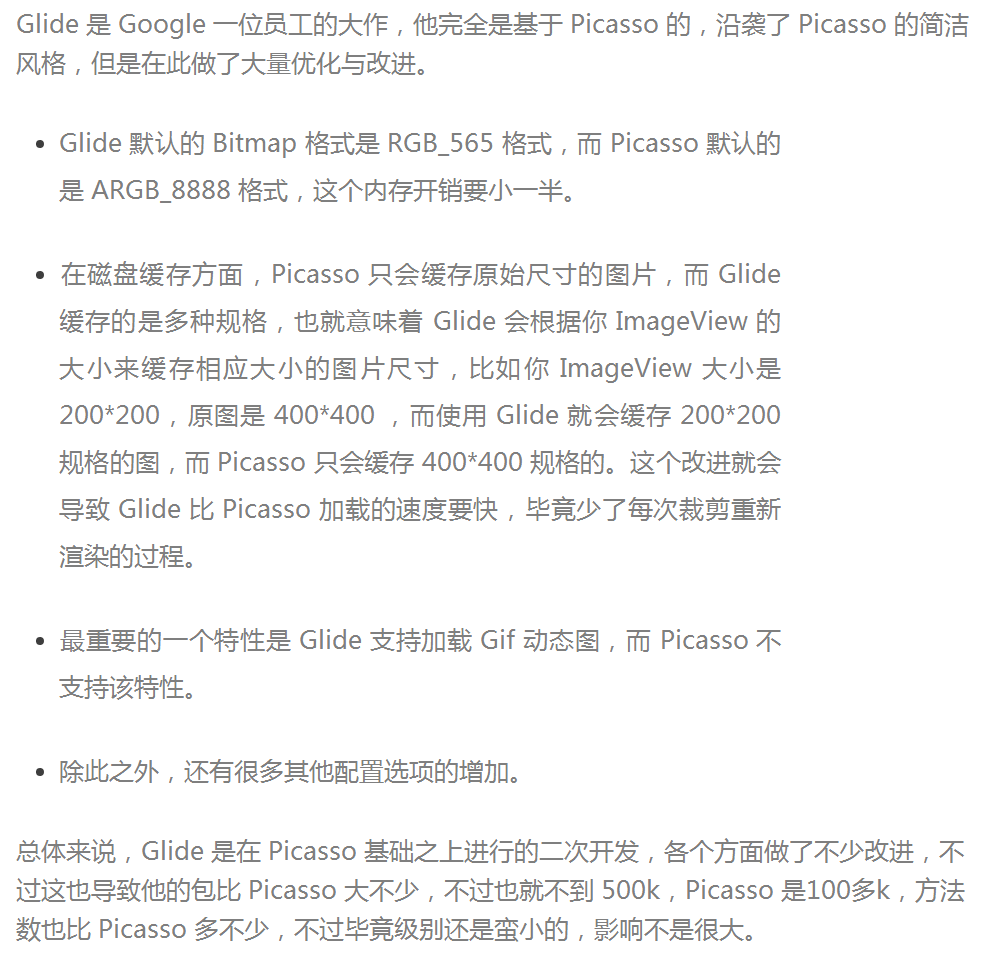 Glide 是 Google 一位员工的大作，他完全是基于 Picasso 的，沿袭了 Picasso 的简洁
风格，但是在此做了大量优化与改进。
• Glide 默认的 Bitmap 格式是 RGB_565 格式，而 Picasso 默认的
是 ARGB_8888 格式，这个内存开销要小一半。
• 在磁盘缓存方面，Picasso 只会缓存原始尺寸的图片，而 Glide
缓存的是多种规格，也就意味着 Glide 会根据你 ImageView 的
大小来缓存相应大小的图片尺寸，比如你 ImageView 大小是
200*200，原图是 400*400 ，而使用 Glide 就会缓存 200*200
规格的图，而 Picasso 只会缓存 400*400 规格的。这个改进就会
导致 Glide 比 Picasso 加载的速度要快，毕竟少了每次裁剪重新
渲染的过程。
• 最重要的一个特性是 Glide 支持加载 Gif 动态图，而 Picasso 不
支持该特性。
• 除此之外，还有很多其他配置选项的增加。
总体来说，Glide 是在 Picasso 基础之上进行的二次开发，各个方面做了不少改进，不
过这也导致他的包比 Picasso 大不少，不过也就不到 500k，Picasso 是100多k，方法
数也比 Picasso 多不少，不过毕竟级别还是蛮小的，影响不是很大。